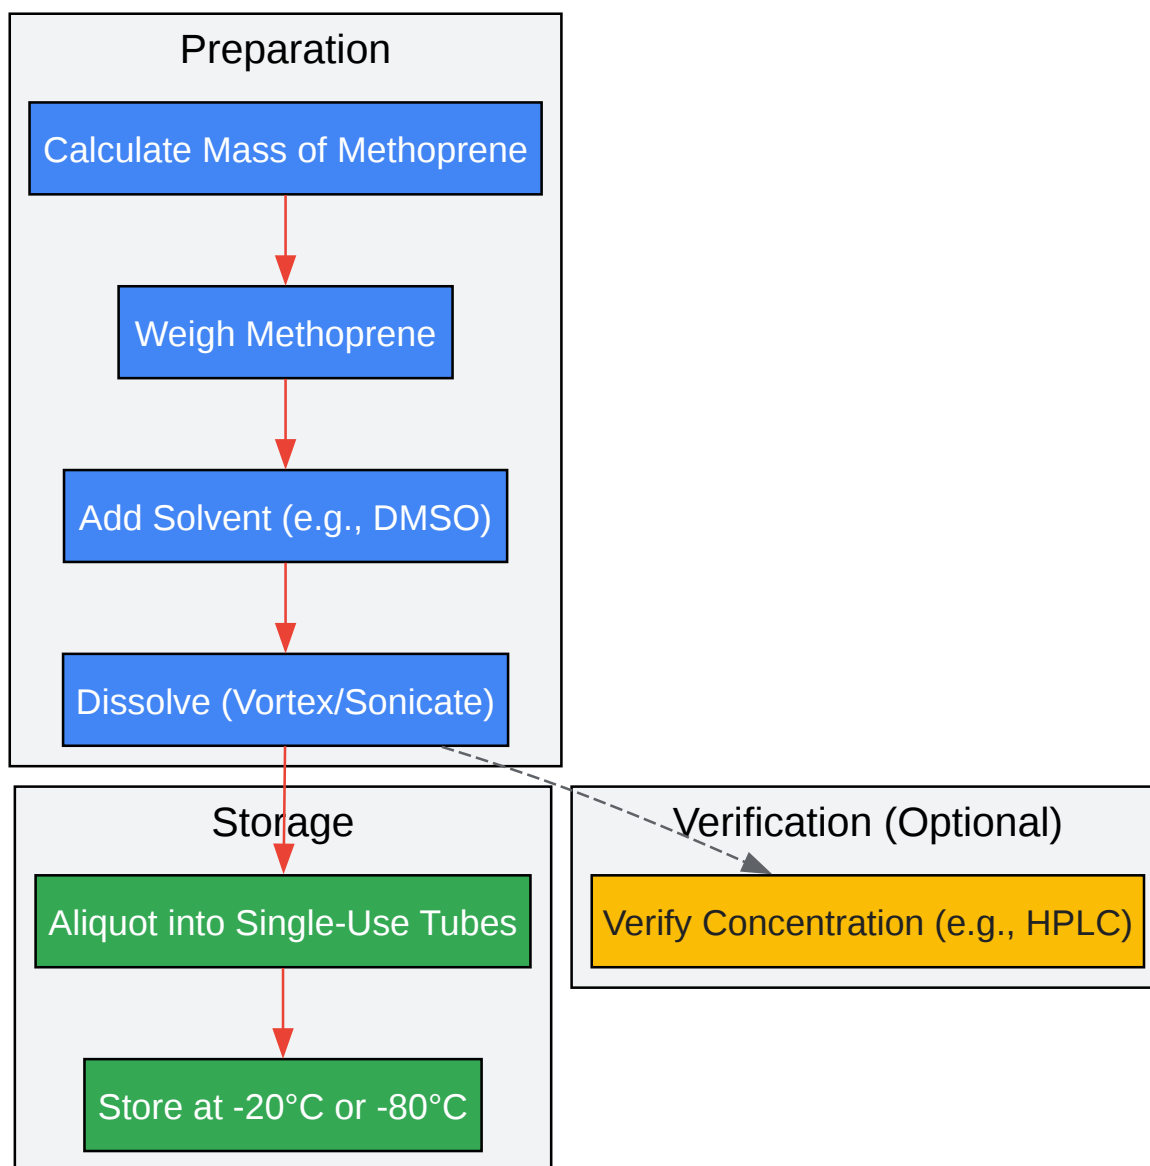 Preparation
Calculate Mass of Methoprene
Weigh Methoprene
Add Solvent (e.g., DMSO)
Dissolve (Vortex/Sonicate)
Storage
Aliquot into Single-Use Tubes
Store at -20°C or -80°C
Verification (Optional)
Verify Concentration (e.g., HPLC)